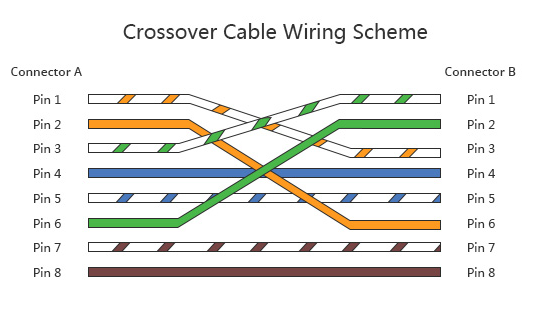 Crossover Cable Wiring Scheme
Connector A
Connector B
Pin 1
Pin 1
Pin 2
Pin 2
Pin 3
Pin 3
Pin 4
Pin 4
Pin 5
Pin 5
Pin 6
Pin 6
Pin 7
Pin 7
Pin 8
Pin 8